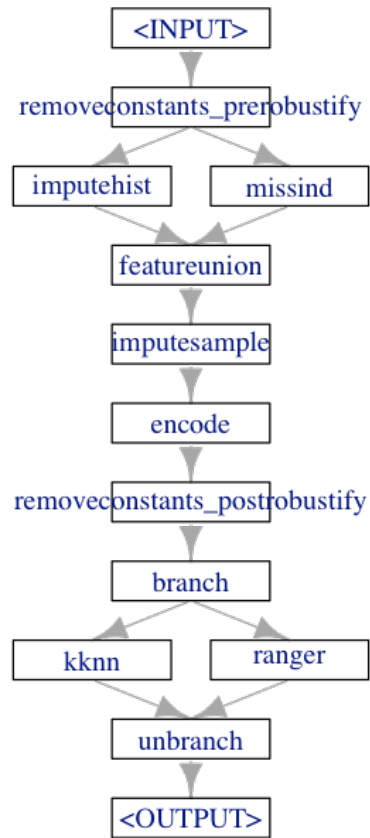 <INPUT>
removeconstants_prerobustify
imputehist
missind
featureunion
imputesample
encode
removeconstants_postrobustify
branch
kknn
ranger
unbranch
<OUTPUT>